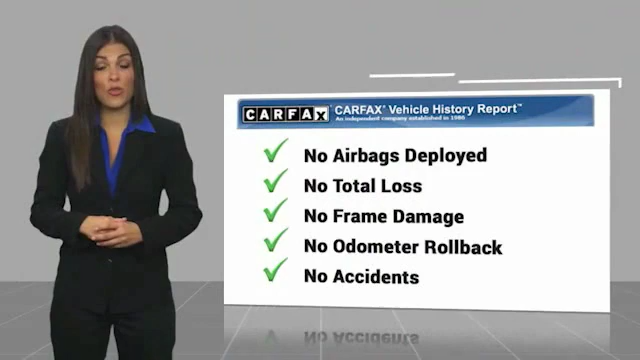 CARFAX CARFAX® Vehicle History Report™
An independent company established in 1986
No Airbags Deployed
No Total Loss
No Frame Damage
No Odometer Rollback
No Accidents